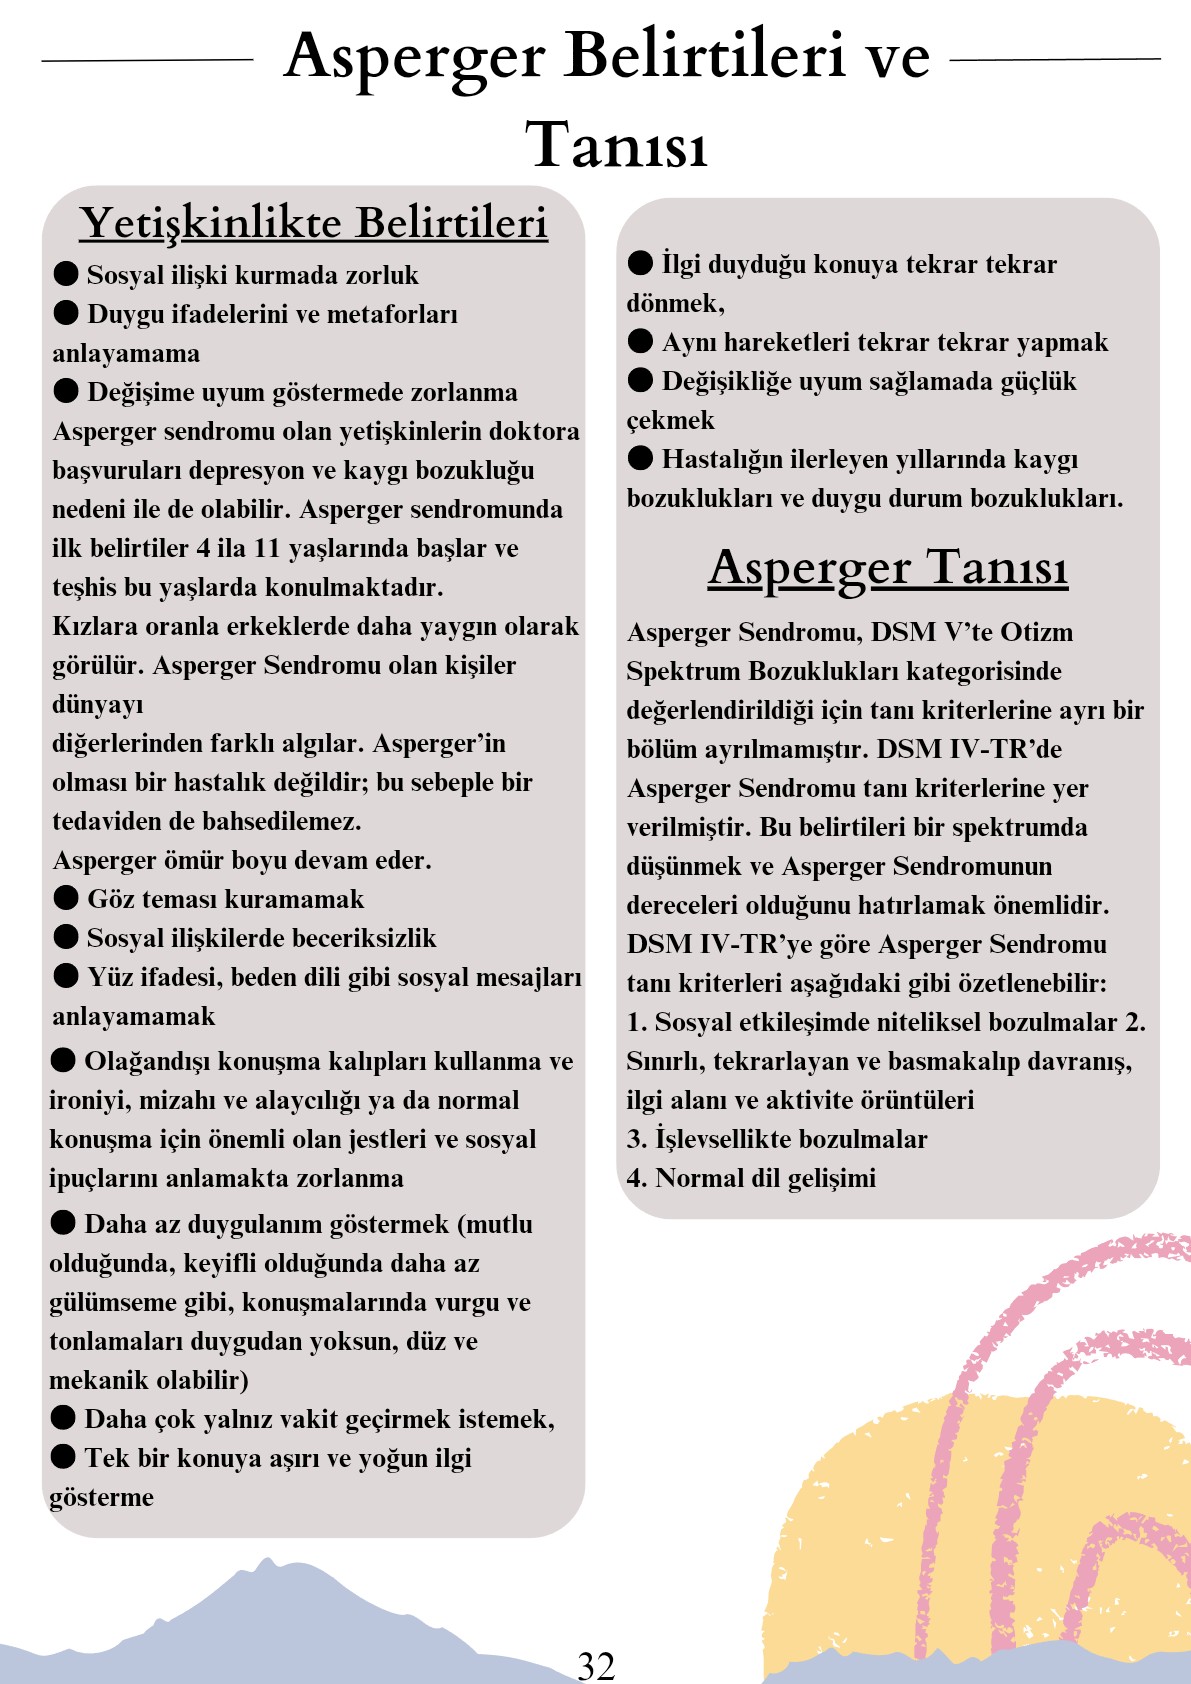 Asperger Belirtileri ve
Tanısı
Yetişkinlikte Belirtileri
● Sosyal ilişki kurmada zorluk
● Duygu ifadelerini ve metaforları
anlayamama
● Değişime uyum göstermede zorlanma
Asperger sendromu olan yetişkinlerin doktora
başvuruları depresyon ve kaygı bozukluğu
nedeni ile de olabilir. Asperger sendromunda
ilk belirtiler 4 ila 11 yaşlarında başlar ve
teşhis bu yaşlarda konulmaktadır.
Kızlara oranla erkeklerde daha yaygın olarak
görülür. Asperger Sendromu olan kişiler
dünyayı
diğerlerinden farklı algılar. Asperger’in
olması bir hastalık değildir; bu sebeple bir
tedaviden de bahsedilemez.
Asperger ömür boyu devam eder.
● Göz teması kuramamak
● Sosyal ilişkilerde beceriksizlik
● Yüz ifadesi, beden dili gibi sosyal mesajları
anlayamamak
● Olağandışı konuşma kalıpları kullanma ve
ironiyi, mizahı ve alaycılığı ya da normal
konuşma için önemli olan jestleri ve sosyal
ipuçlarını anlamakta zorlanma
● Daha az duygulanım göstermek (mutlu
olduğunda, keyifli olduğunda daha az
gülümseme gibi, konuşmalarında vurgu ve
tonlamaları duygudan yoksun, düz ve
mekanik olabilir)
● Daha çok yalnız vakit geçirmek istemek,
● Tek bir konuya aşırı ve yoğun ilgi
gösterme
● İlgi duyduğu konuya tekrar tekrar
dönmek,
● Aynı hareketleri tekrar tekrar yapmak
● Değişikliğe uyum sağlamada güçlük
çekmek
● Hastalığın ilerleyen yıllarında kaygı
bozuklukları ve duygu durum bozuklukları.
Asperger Tanısı
Asperger Sendromu, DSM V’te Otizm
Spektrum Bozuklukları kategorisinde
değerlendirildiği için tanı kriterlerine ayrı bir
bölüm ayrılmamıştır. DSM IV-TR’de
Asperger Sendromu tanı kriterlerine yer
verilmiştir. Bu belirtileri bir spektrumda
düşünmek ve Asperger Sendromunun
dereceleri olduğunu hatırlamak önemlidir.
DSM IV-TR’ye göre Asperger Sendromu
tanı kriterleri aşağıdaki gibi özetlenebilir:
1. Sosyal etkileşimde niteliksel bozulmalar 2.
Sınırlı, tekrarlayan ve basmakalıp davranış,
ilgi alanı ve aktivite örüntüleri
3. İşlevsellikte bozulmalar
4. Normal dil gelişimi
32